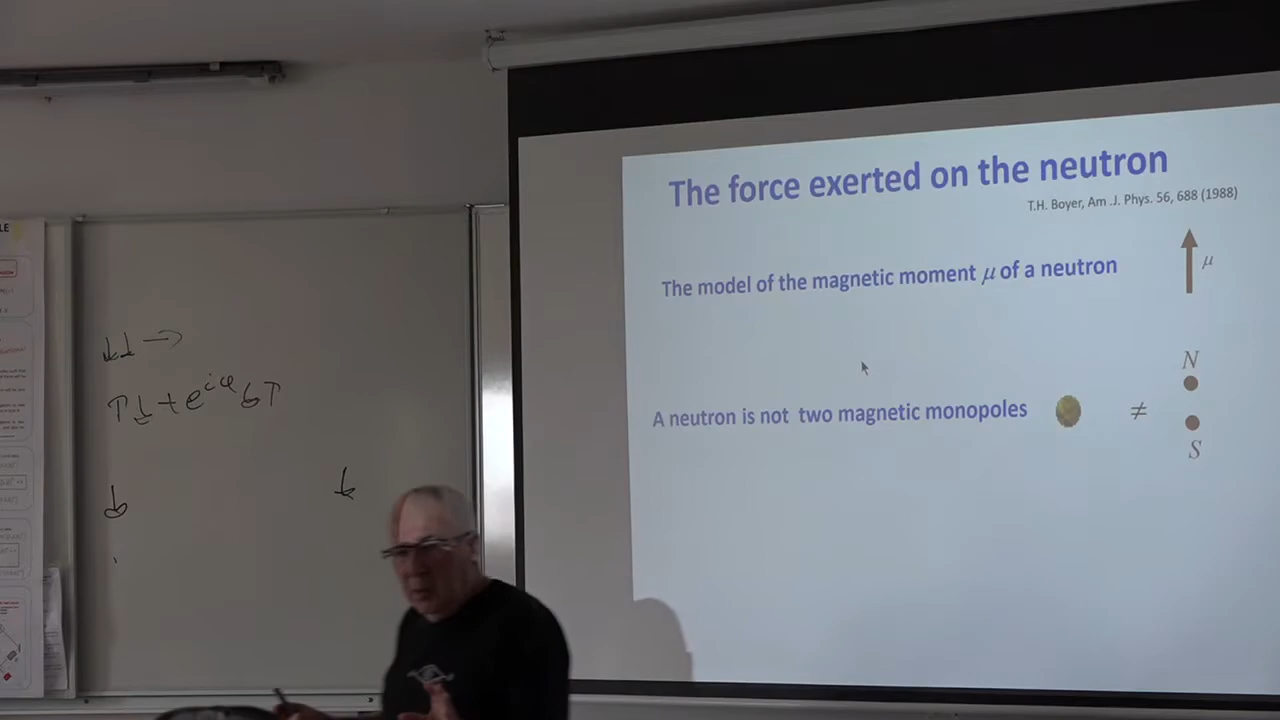 The force exerted on the neutron
T.H. Boyer, Am .J. Phys. 56, 688 (1988)
The model of the magnetic moment μ of a neutron
μ
N
A neutron is not two magnetic monopoles
≠
S
↓↓ →
↑↓ + e^{iφ} ↓↑
↓ ↓